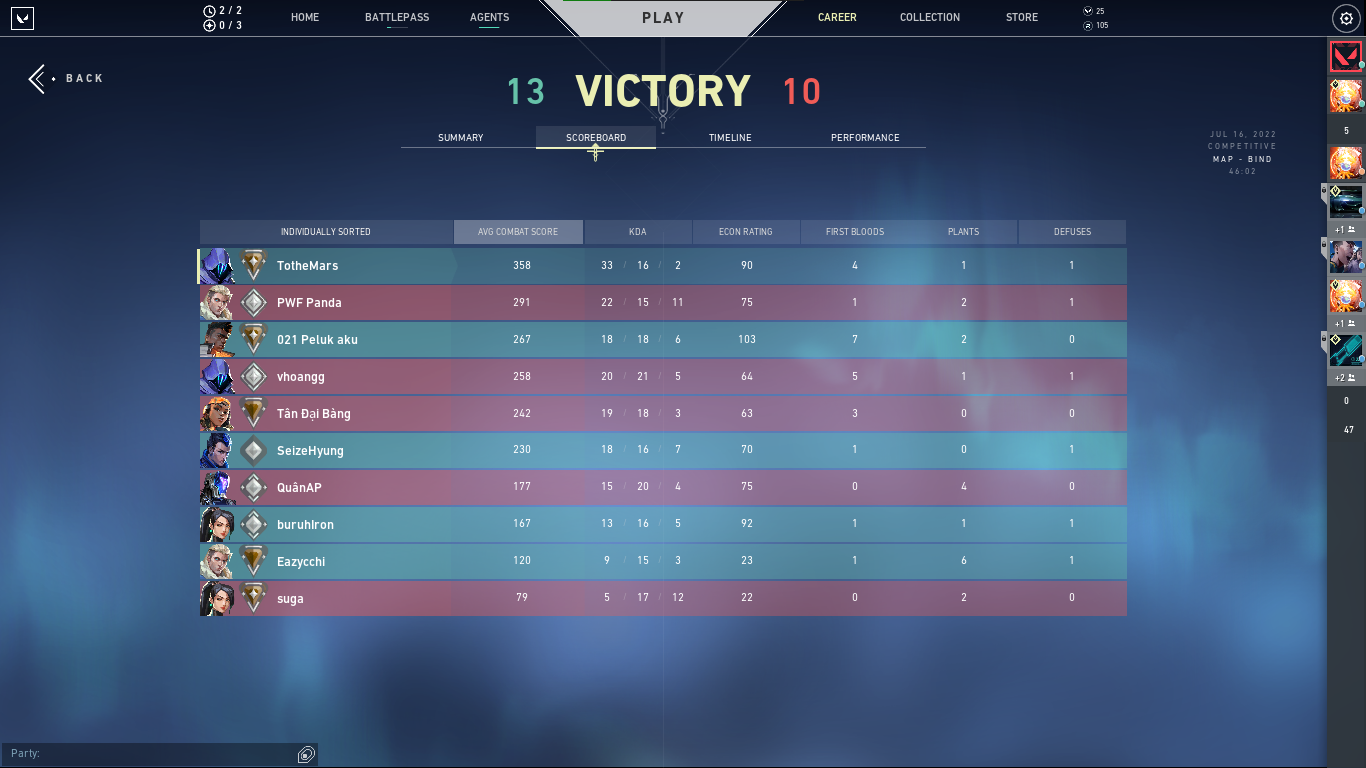 2 / 2
0 / 3
HOME BATTLEPASS AGENTS PLAY CAREER COLLECTION STORE
25
105
BACK
13 VICTORY 10
SUMMARY SCOREBOARD TIMELINE PERFORMANCE
JUL 16, 2022
COMPETITIVE
MAP - BIND
46:02
INDIVIDUALLY SORTED AVG COMBAT SCORE KDA ECON RATING FIRST BLOODS PLANTS DEFUSES
TotheMars 358 33 / 16 / 2 90 4 1 1
PWF Panda 291 22 / 15 / 11 75 1 2 1
021 Peluk aku 267 18 / 18 / 6 103 7 2 0
vhoangg 258 20 / 21 / 5 64 5 1 1
Tân Đại Bàng 242 19 / 18 / 3 63 3 0 0
SeizeHyung 230 18 / 16 / 7 70 1 0 1
QuânAP 177 15 / 20 / 4 75 0 4 0
buruhIron 167 13 / 16 / 5 92 1 1 1
Eazycchi 120 9 / 15 / 3 23 1 6 1
suga 79 5 / 17 / 12 22 0 2 0
5
+1
+1
+2
0
47
Party: